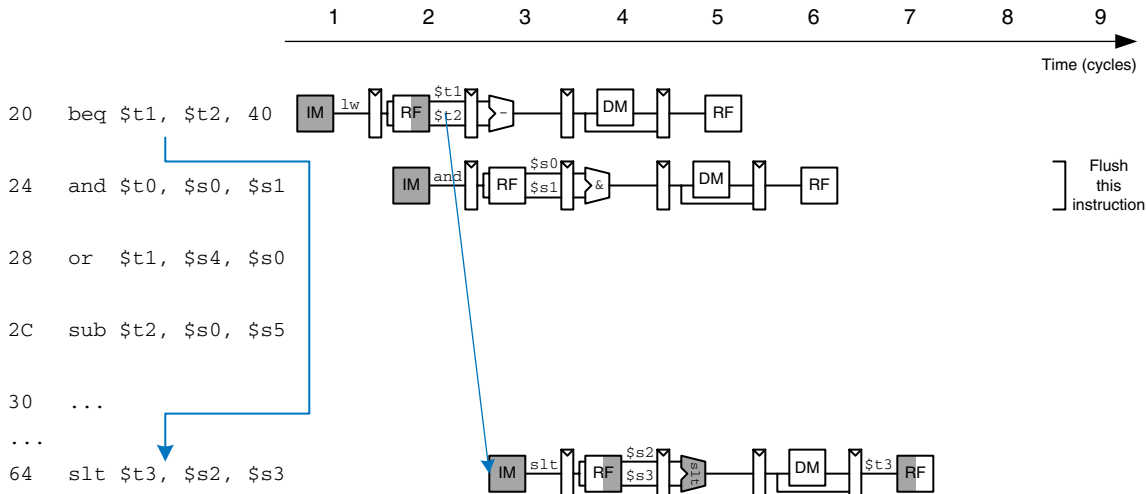 1 2 3 4 5 6 7 8 9
Time (cycles)
20 beq $t1, $t2, 40 IM lw RF $t1 $t2 - DM RF
24 and $t0, $s0, $s1 IM and RF $s0 $s1 & DM RF
Flush
this
instruction
28 or $t1, $s4, $s0
2C sub $t2, $s0, $s5
30 ...
...
64 slt $t3, $s2, $s3 IM slt RF $s2 $s3 slt DM $t3 RF